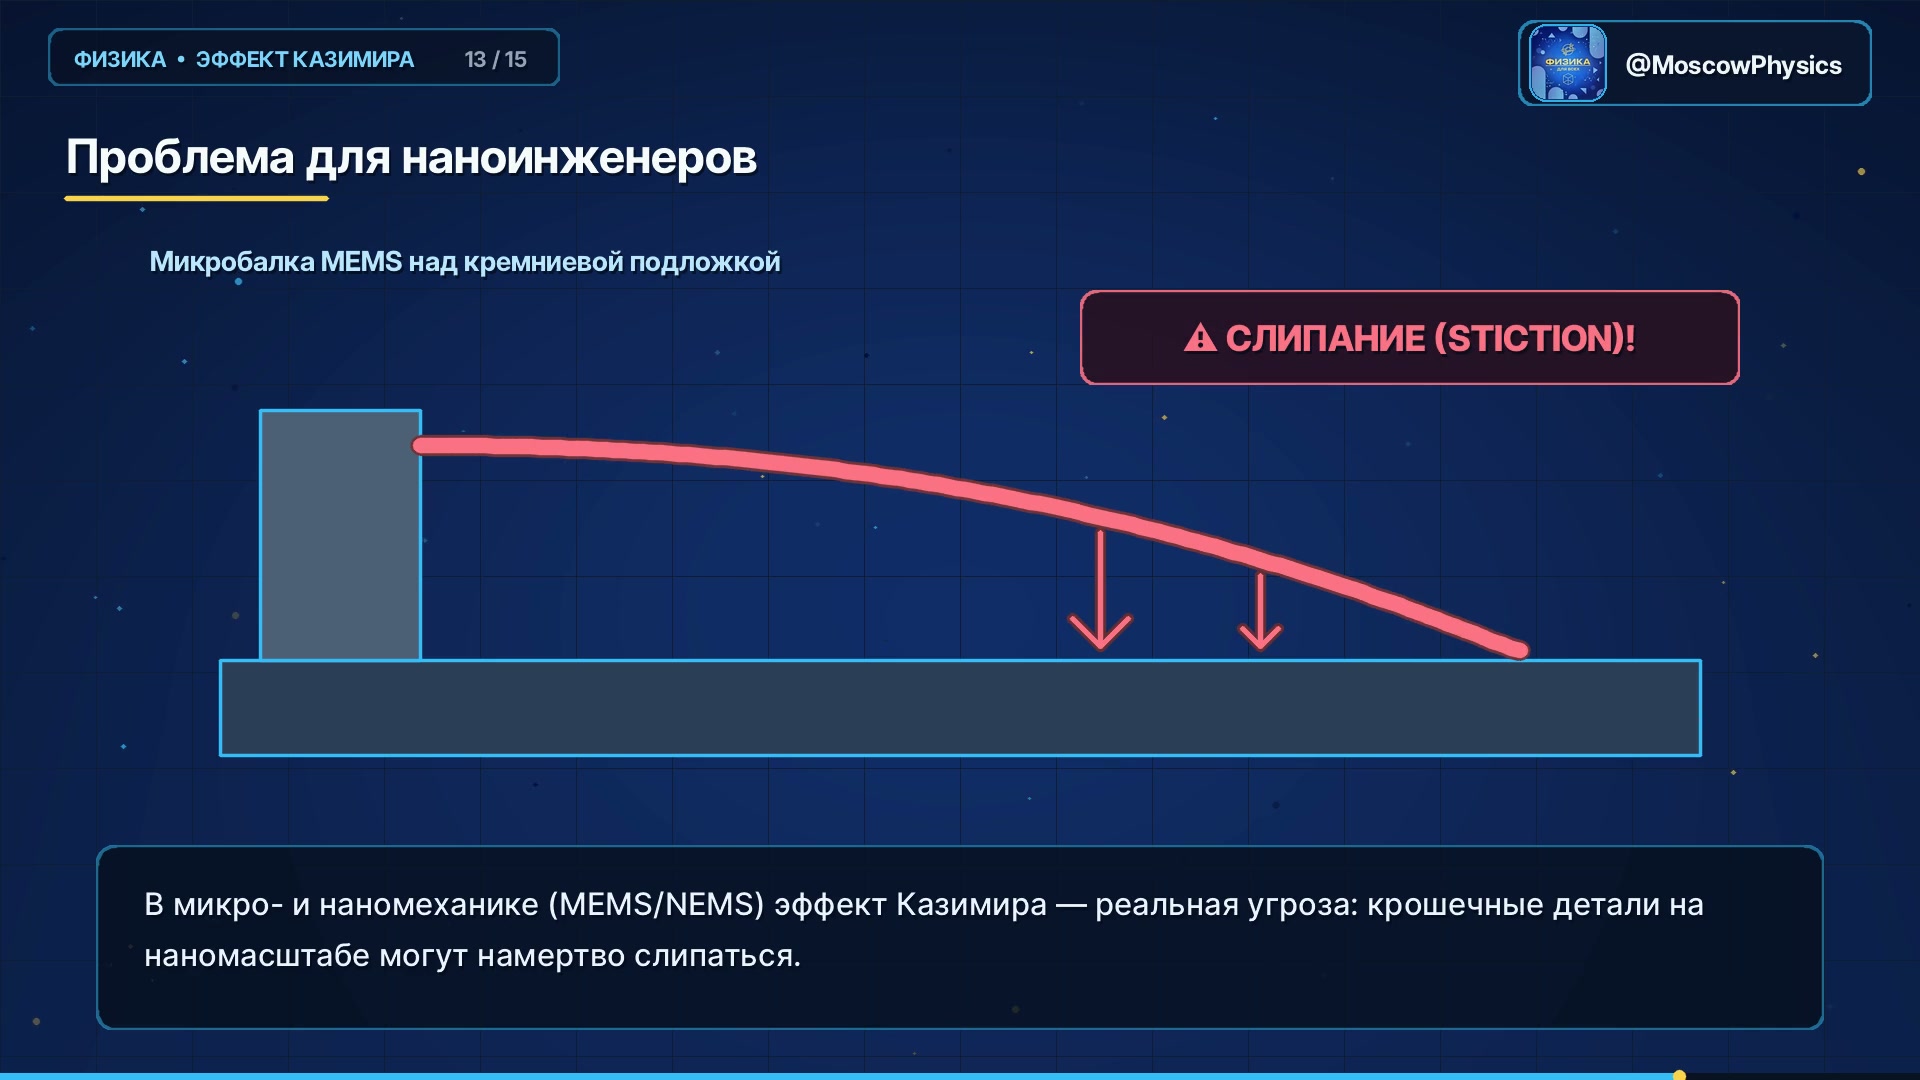 ФИЗИКА • ЭФФЕКТ КАЗИМИРА 13 / 15
ФИЗИКА
@MoscowPhysics
Проблема для наноинженеров
Микробалка MEMS над кремниевой подложкой
⚠ СЛИПАНИЕ (STICTION)!
В микро- и наномеханике (MEMS/NEMS) эффект Казимира — реальная угроза: крошечные детали на
наномасштабе могут намертво слипаться.